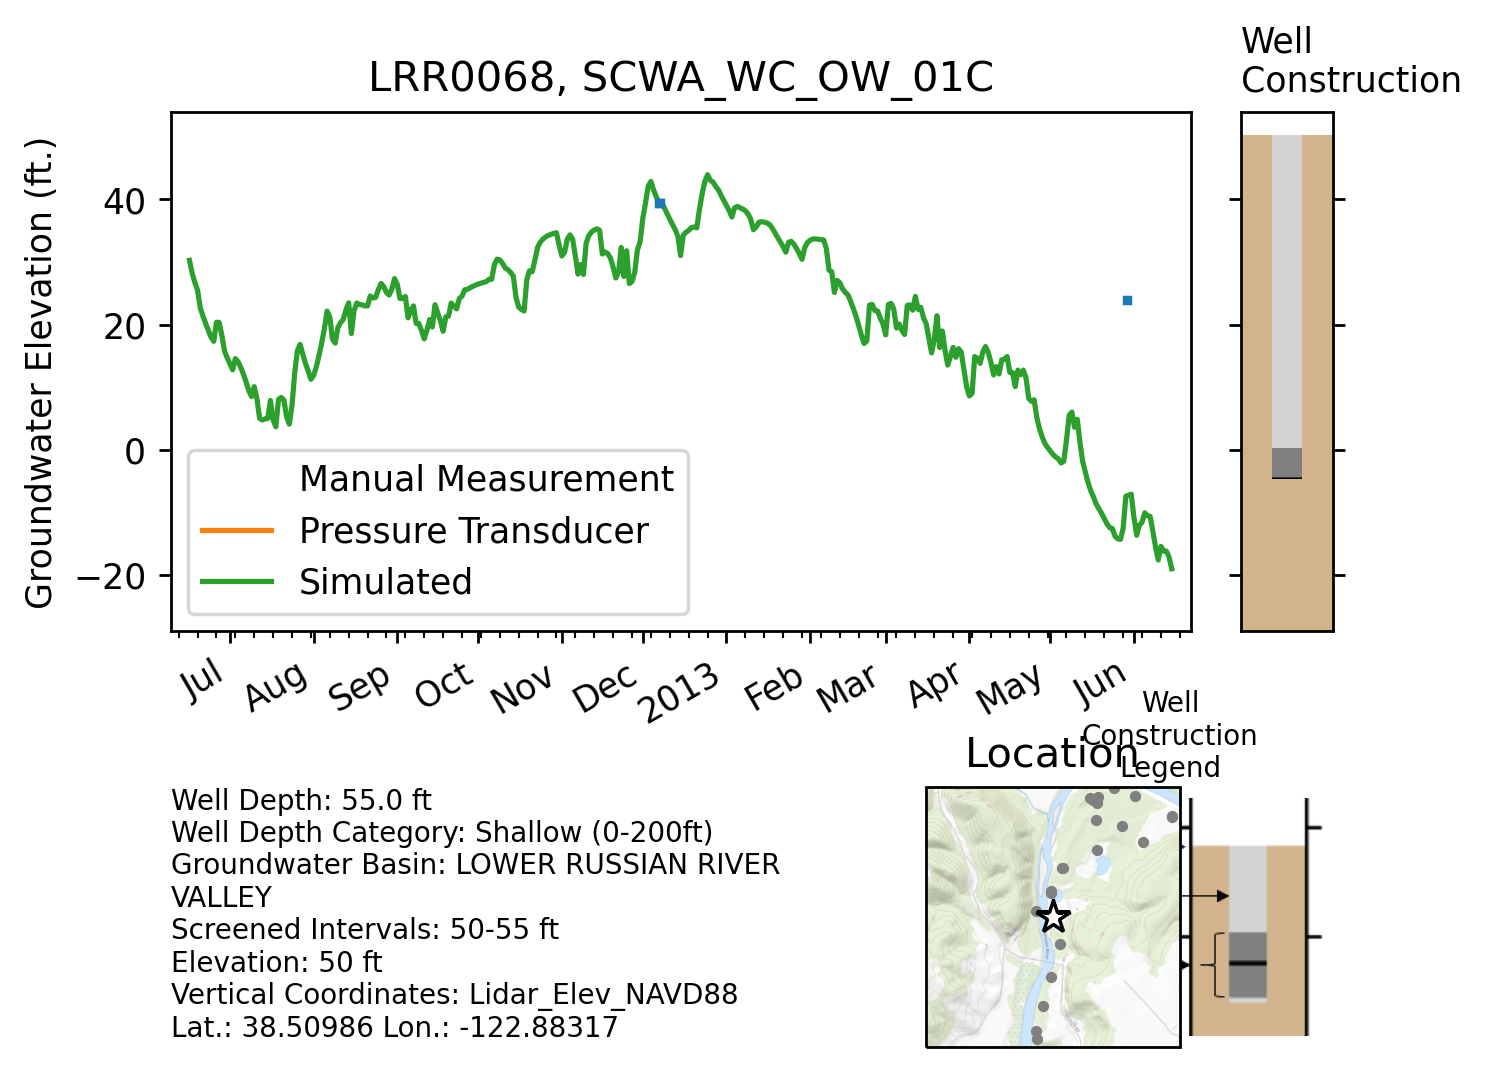 Well
Construction
LRR0068, SCWA_WC_OW_01C
Groundwater Elevation (ft.)
40
20
0
−20
Manual Measurement
Pressure Transducer
Simulated
Jul
Aug
Sep
Oct
Nov
Dec
2013
Feb
Mar
Apr
May
Jun
Well
Construction
Legend
Location
Well Depth: 55.0 ft
Well Depth Category: Shallow (0-200ft)
Groundwater Basin: LOWER RUSSIAN RIVER
VALLEY
Screened Intervals: 50-55 ft
Elevation: 50 ft
Vertical Coordinates: Lidar_Elev_NAVD88
Lat.: 38.50986 Lon.: -122.88317